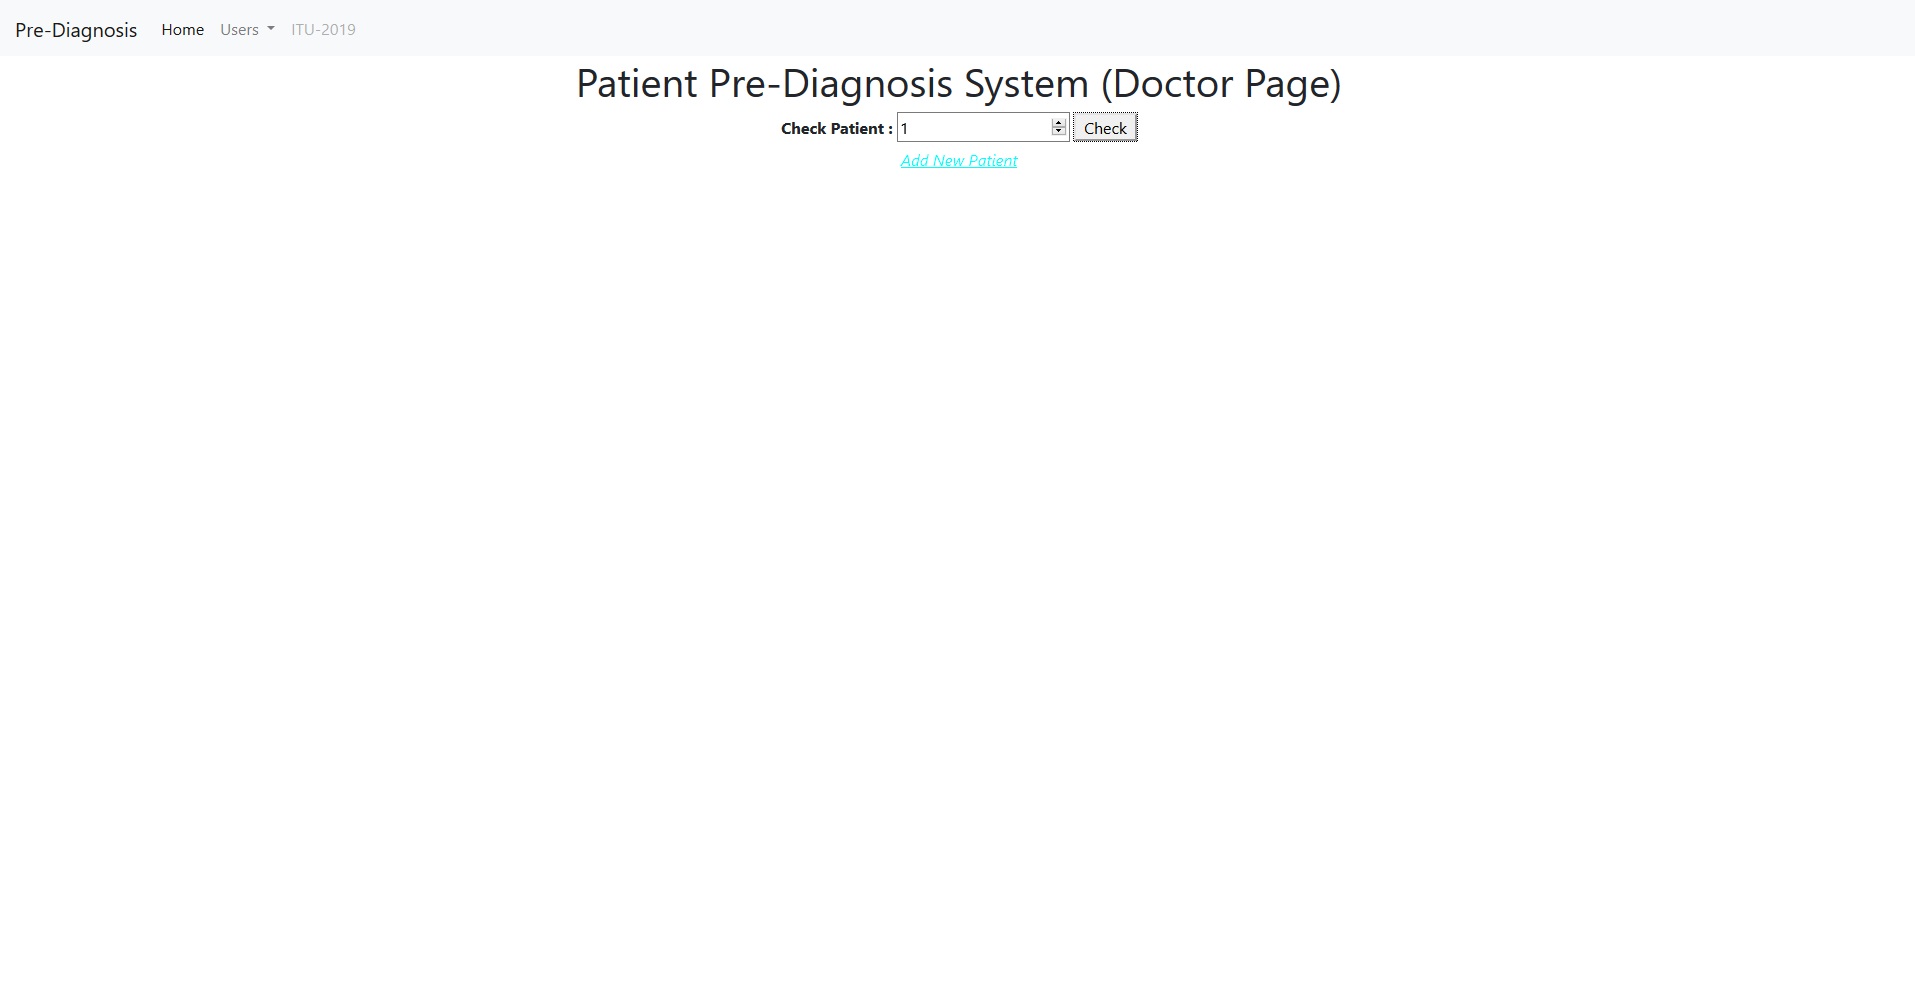 Pre-Diagnosis Home Users ITU-2019
Patient Pre-Diagnosis System (Doctor Page)
Check Patient : 1 Check
Add New Patient